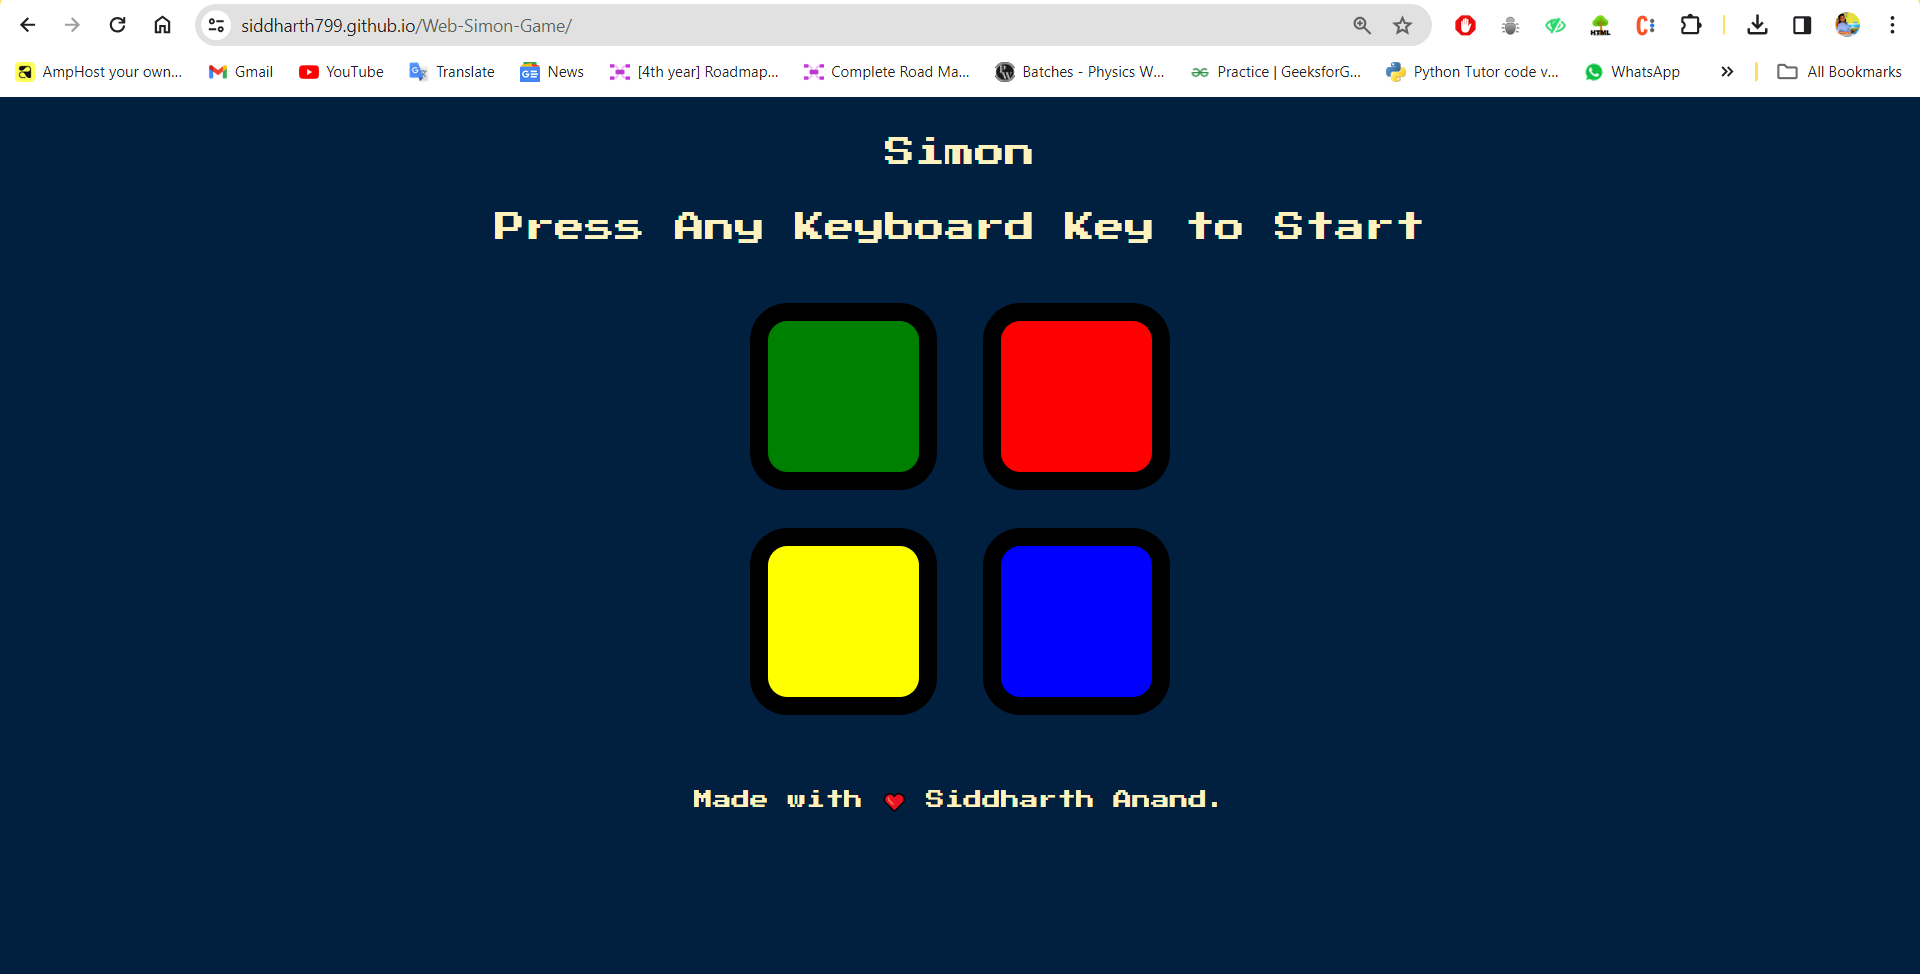 siddharth799.github.io/Web-Simon-Game/
HTML
AmpHost your own... Gmail YouTube Translate News [4th year] Roadmap... Complete Road Ma... Batches - Physics W... Practice | GeeksforG... Python Tutor code v... WhatsApp All Bookmarks
Simon
Press Any Keyboard Key to Start
Made with ❤ Siddharth Anand.